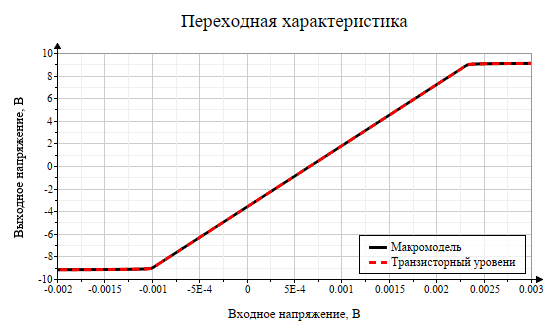 Переходная характеристика
Выходное напряжение, В
10
8
6
4
2
0
-2
-4
-6
-8
-10
-0.002 -0.0015 -0.001 -5E-4 0 5E-4 0.001 0.0015 0.002 0.0025 0.003
Макромодель
Транзисторный уровени
Входное напряжение, В